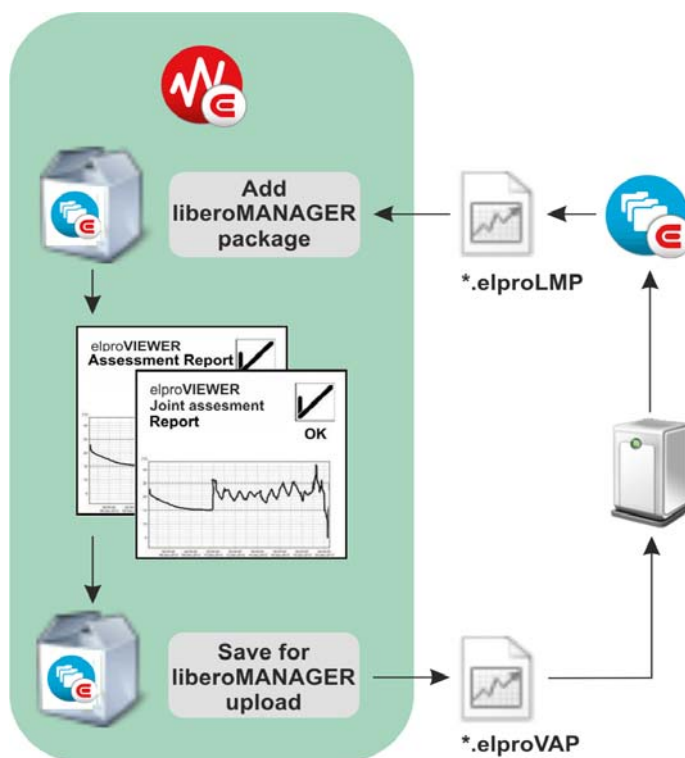 Add
liberoMANAGER
package
*.elproLMP
elproVIEWER
Assessment Report
elproVIEWER
Joint assesment
Report
OK
Save for
liberoMANAGER
upload
*.elproVAP